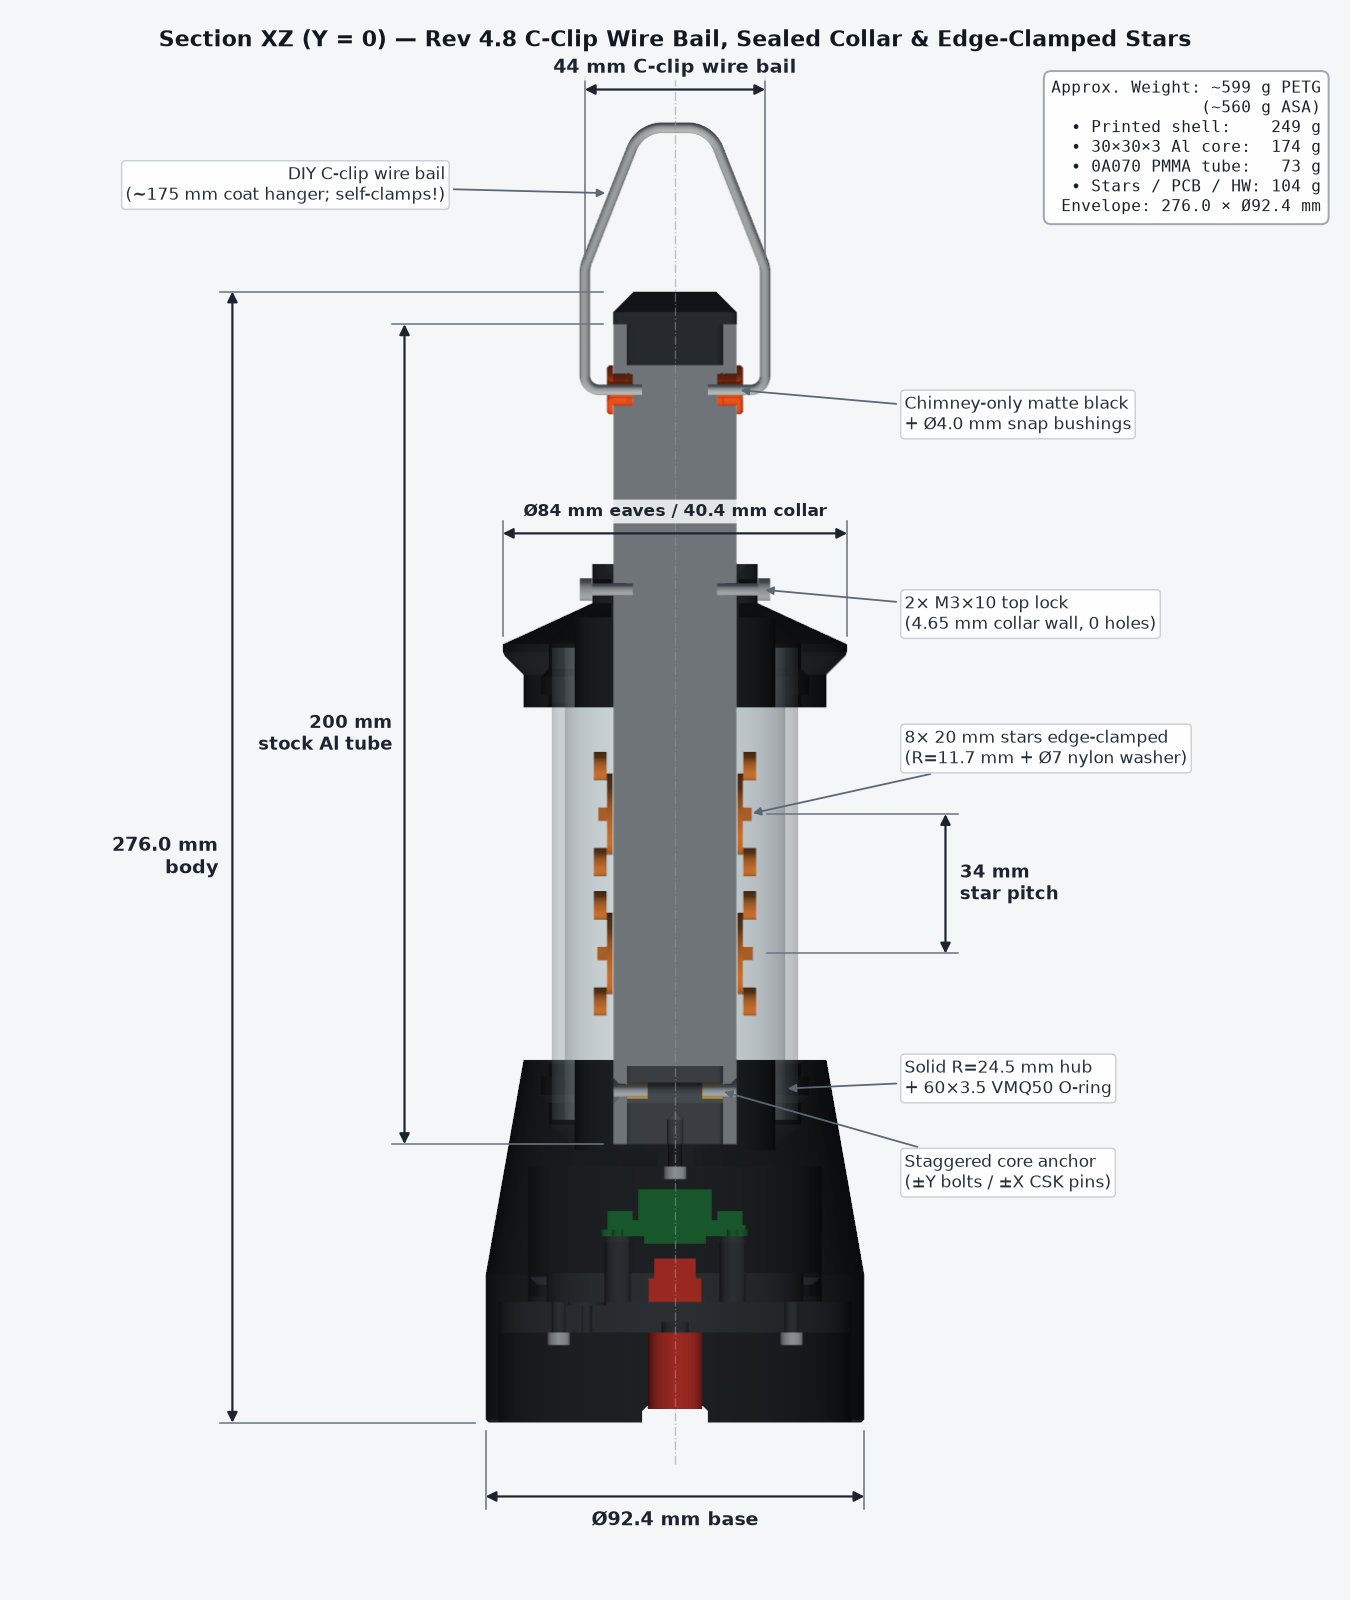 Section XZ (Y = 0) — Rev 4.8 C-Clip Wire Bail, Sealed Collar & Edge-Clamped Stars
44 mm C-clip wire bail
Approx. Weight: ~599 g PETG
(~560 g ASA)
• Printed shell: 249 g
• 30×30×3 Al core: 174 g
• OA070 PMMA tube: 73 g
• Stars / PCB / HW: 104 g
Envelope: 276.0 × Ø92.4 mm
DIY C-clip wire bail
(~175 mm coat hanger; self-clamps!)
Chimney-only matte black
+ Ø4.0 mm snap bushings
Ø84 mm eaves / 40.4 mm collar
2× M3×10 top lock
(4.65 mm collar wall, 0 holes)
200 mm
stock Al tube
8× 20 mm stars edge-clamped
(R=11.7 mm + Ø7 nylon washer)
276.0 mm
body
34 mm
star pitch
Solid R=24.5 mm hub
+ 60×3.5 VMQ50 O-ring
Staggered core anchor
(±Y bolts / ±X CSK pins)
Ø92.4 mm base